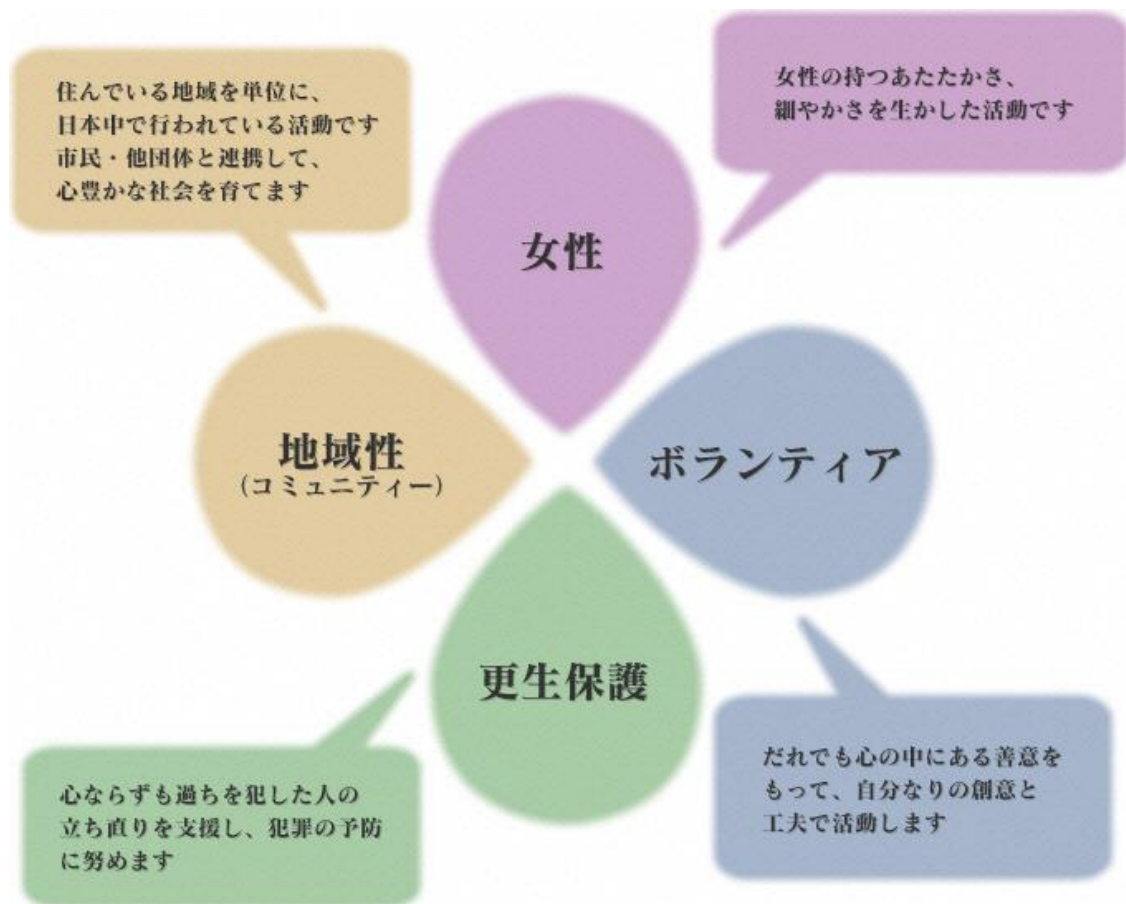 住んでいる地域を単位に、
日本中で行われている活動です
市民・他団体と連携して、
心豊かな社会を育てます
女性の持つあたたかさ、
細やかさを生かした活動です
女性
地域性
（コミュニティー）
ボランティア
更生保護
心ならずも過ちを犯した人の
立ち直りを支援し、犯罪の予防
に努めます
だれでも心の中にある善意を
もって、自分なりの創意と
工夫で活動します